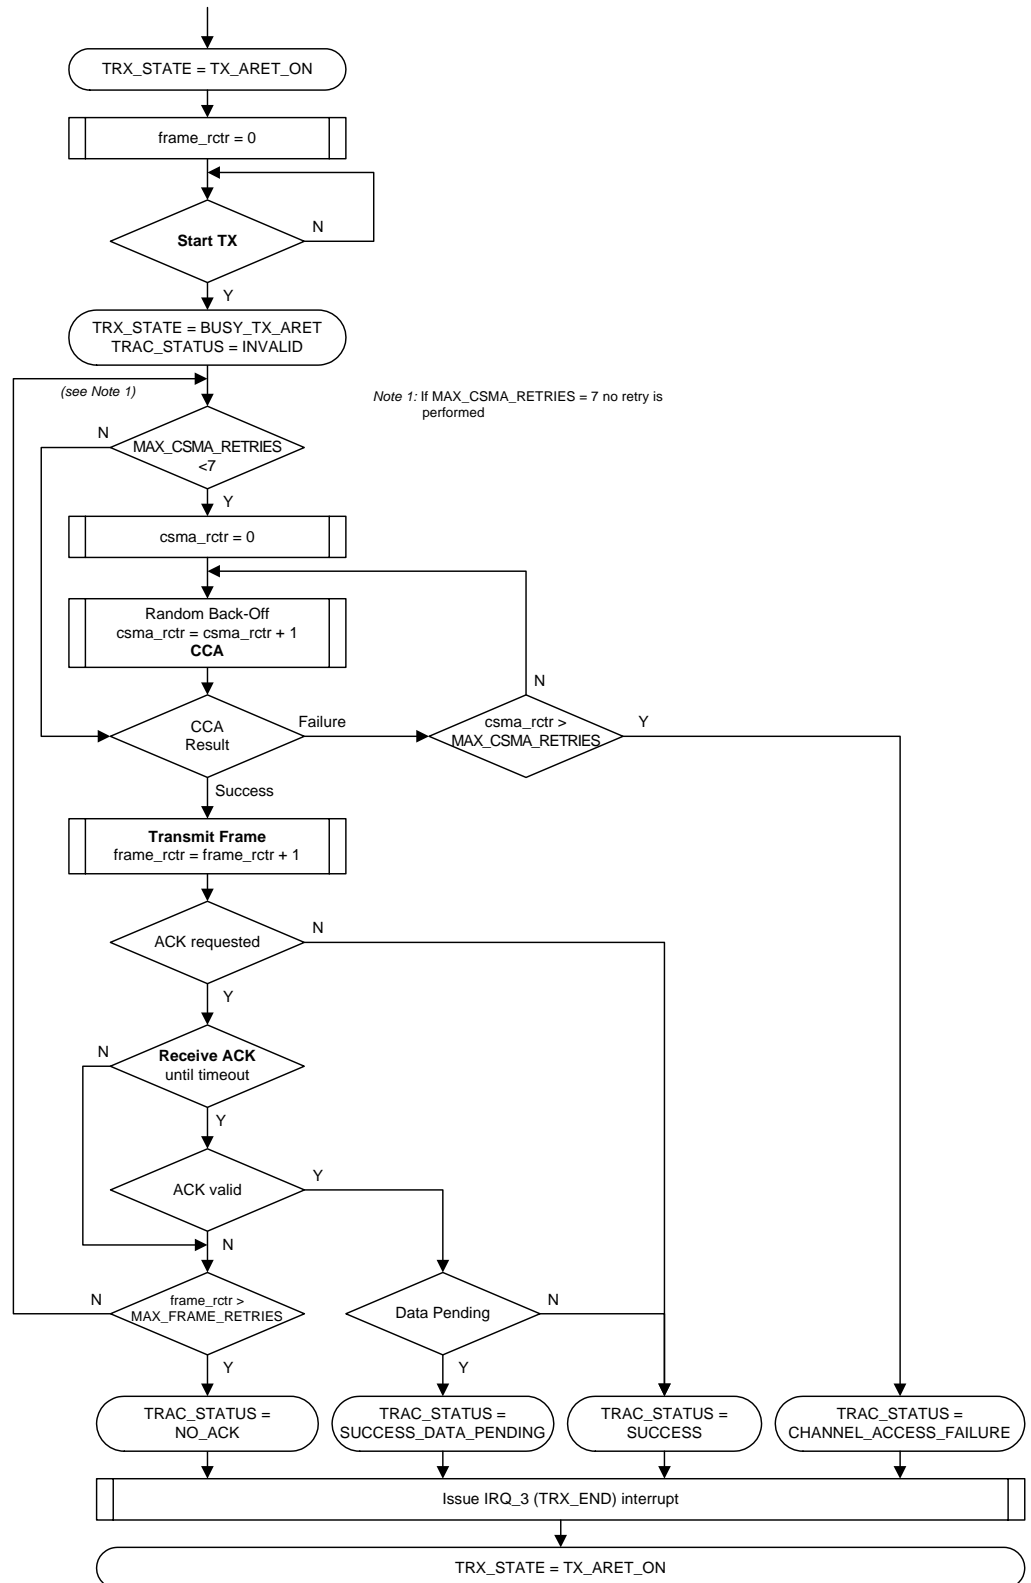 TRX_STATE = TX_ARET_ON
frame_rctr = 0
N
Start TX
Y
TRX_STATE = BUSY_TX_ARET
TRAC_STATUS = INVALID
(see Note 1)
Note 1: If MAX_CSMA_RETRIES = 7 no retry is
performed
N
MAX_CSMA_RETRIES
<7
Y
csma_rctr = 0
Random Back-Off
csma_rctr = csma_rctr + 1
CCA
N
CCA
Result
Failure
csma_rctr >
MAX_CSMA_RETRIES
Y
Success
Transmit Frame
frame_rctr = frame_rctr + 1
ACK requested
N
Y
N
Receive ACK
until timeout
Y
ACK valid
Y
N
N
frame_rctr >
MAX_FRAME_RETRIES
Data Pending
N
Y
Y
TRAC_STATUS =
NO_ACK
TRAC_STATUS =
SUCCESS_DATA_PENDING
TRAC_STATUS =
SUCCESS
TRAC_STATUS =
CHANNEL_ACCESS_FAILURE
Issue IRQ_3 (TRX_END) interrupt
TRX_STATE = TX_ARET_ON